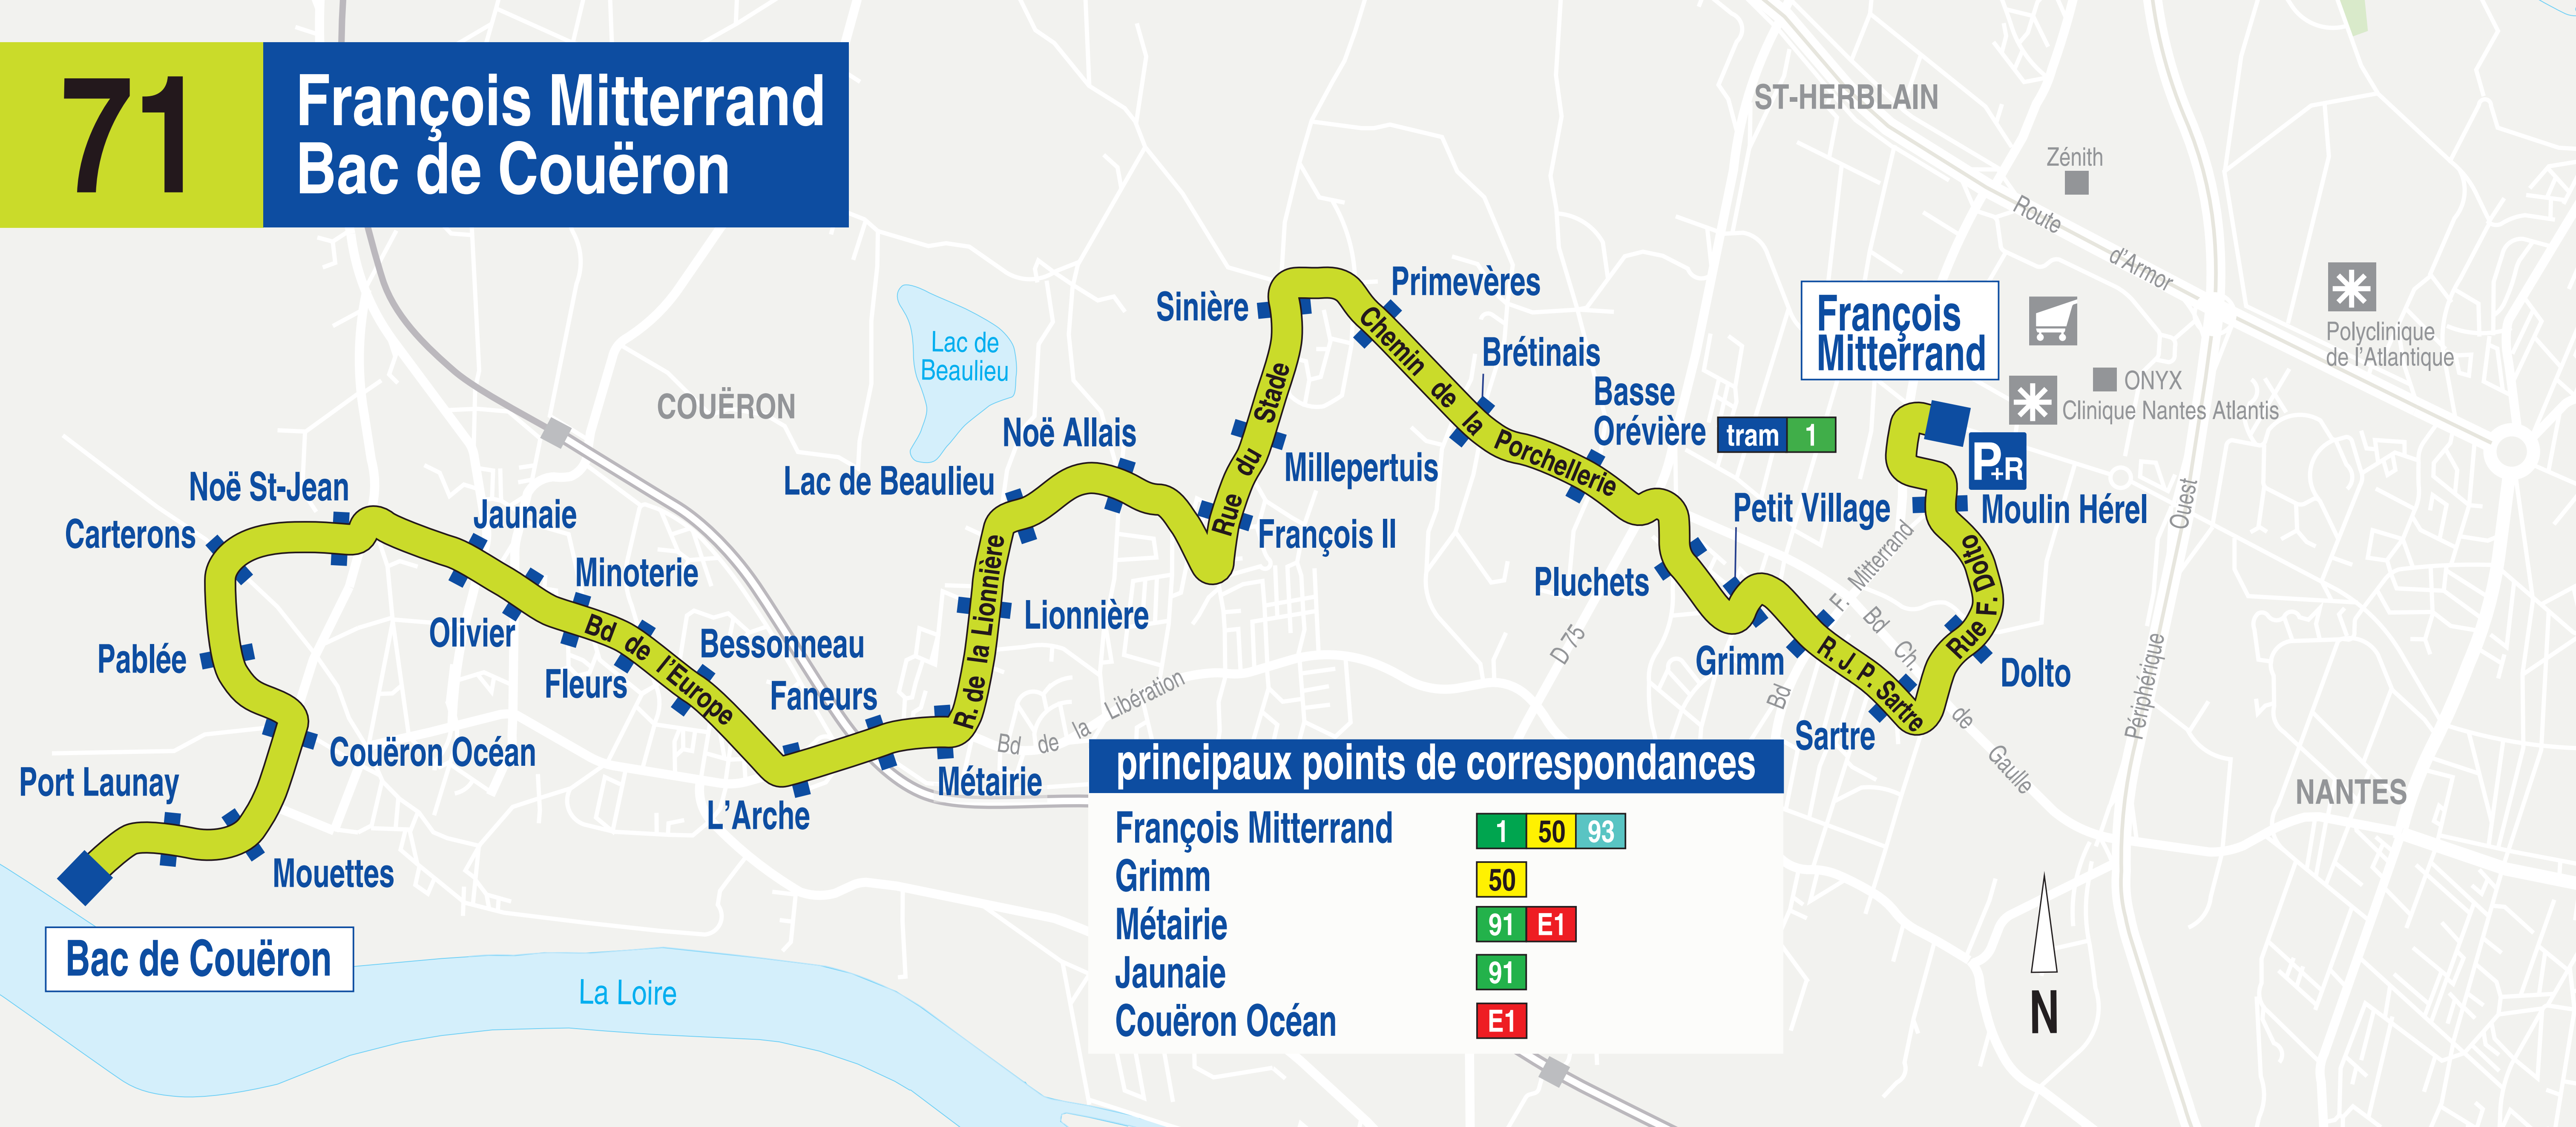 71
François Mitterrand
Bac de Couëron
ST-HERBLAIN
Zénith
Route d'Armor
Polyclinique
de l'Atlantique
ONYX
Clinique Nantes Atlantis
François
Mitterrand
P+R
Moulin Hérel
Petit Village
Rue F. Dolto
Dolto
Sartre
R. J. P. Sartre
Grimm
Pluchets
Bd F. Mitterrand
Bd Ch. de Gaulle
Périphérique Ouest
NANTES
D 75
Basse
Orévière
tram 1
Brétinais
Primevères
Chemin de la Porchellerie
Sinière
Rue du Stade
Millepertuis
François II
Noë Allais
Lac de Beaulieu
Lac de
Beaulieu
COUËRON
Lionnière
R. de la Lionnière
Bd de la Libération
Métairie
Faneurs
L'Arche
Bessonneau
Bd de l'Europe
Fleurs
Minoterie
Olivier
Jaunaie
Noë St-Jean
Carterons
Pablée
Couëron Océan
Port Launay
Mouettes
Bac de Couëron
La Loire
principaux points de correspondances
François Mitterrand 1 50 93
Grimm 50
Métairie 91 E1
Jaunaie 91
Couëron Océan E1
N